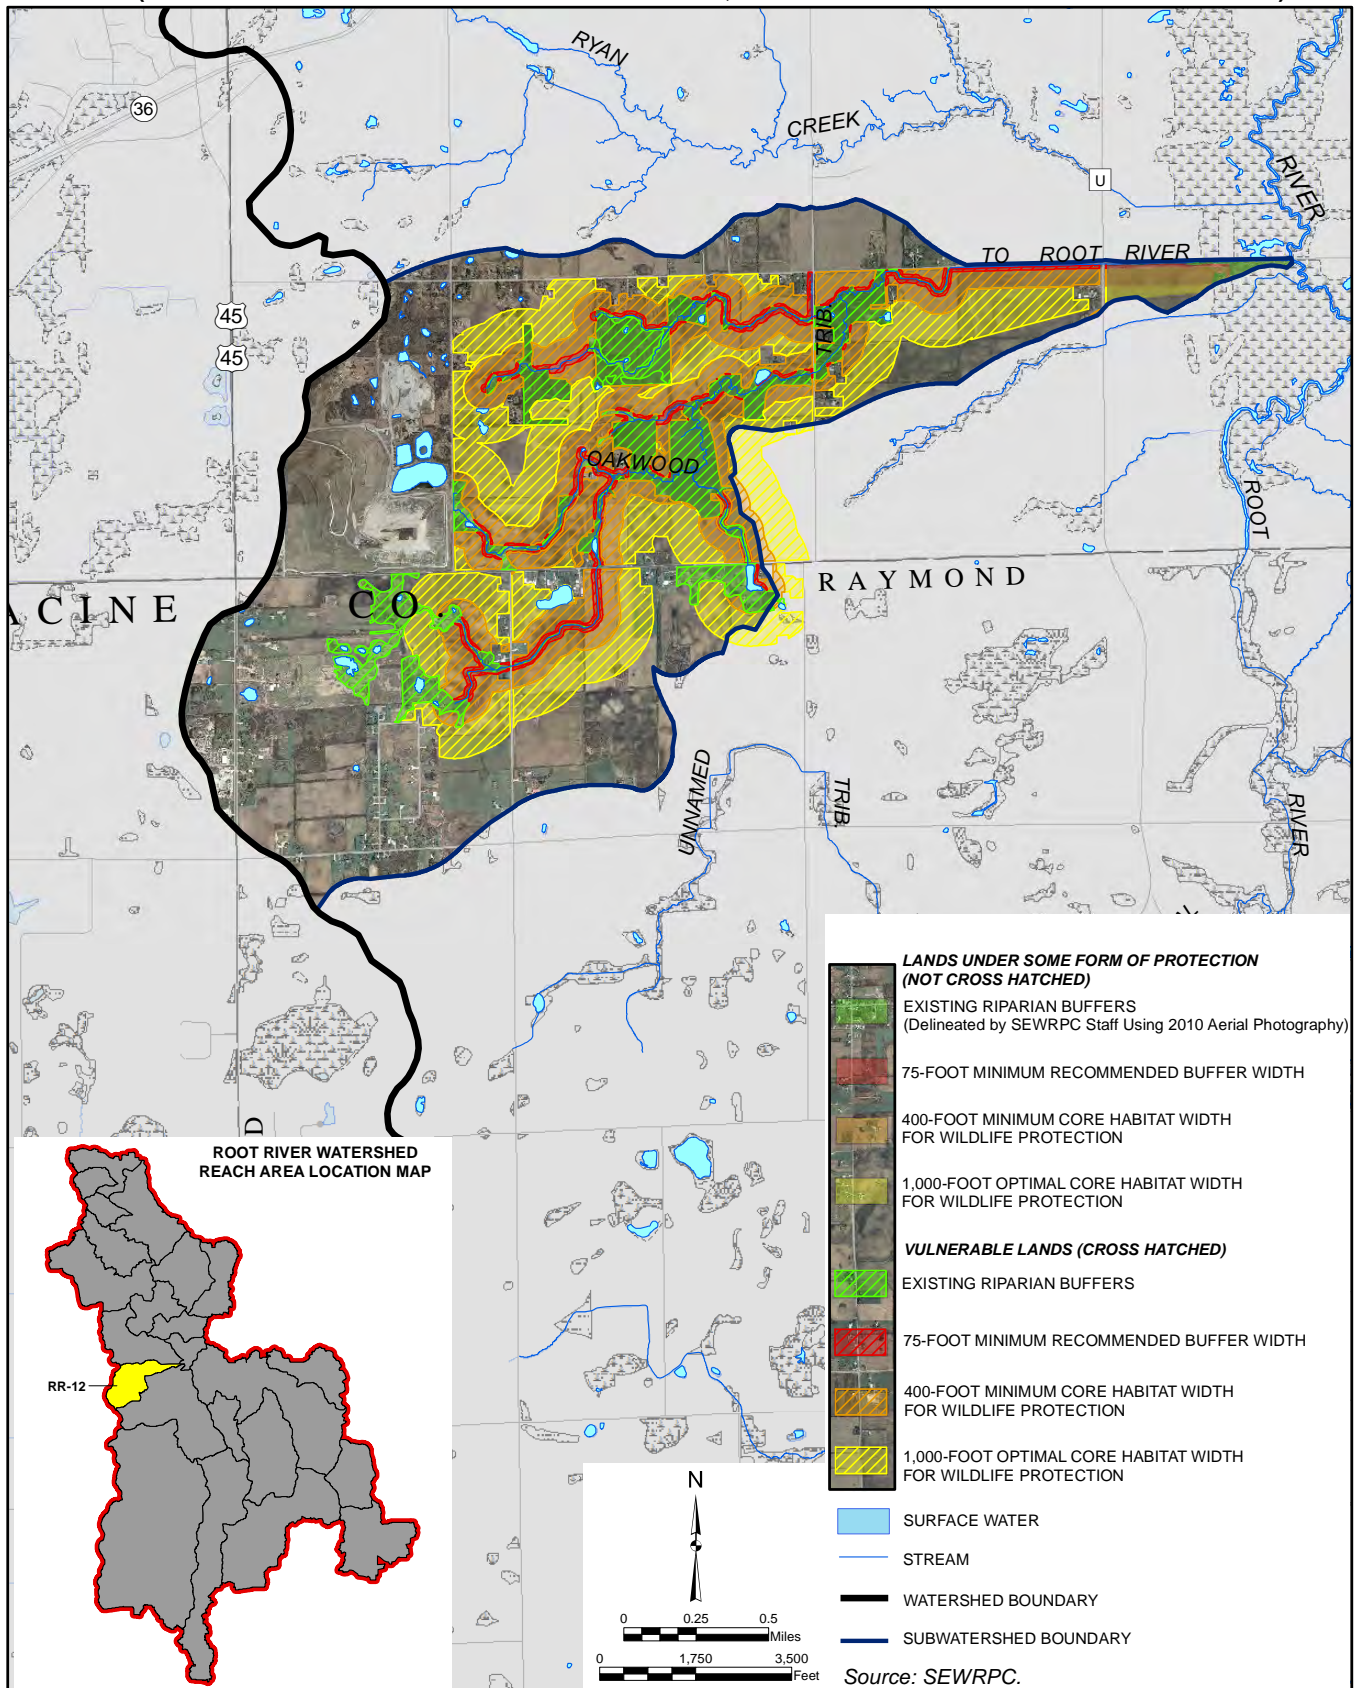 RYAN
CREEK
36
U
RIVER
TO ROOT RIVER
45
45
TRIB.
OAKWOOD
ROOT
RAYMOND
ACINE CO.
UNNAMED
TRIB.
RIVER
D
LANDS UNDER SOME FORM OF PROTECTION
(NOT CROSS HATCHED)
EXISTING RIPARIAN BUFFERS
(Delineated by SEWRPC Staff Using 2010 Aerial Photography)
75-FOOT MINIMUM RECOMMENDED BUFFER WIDTH
400-FOOT MINIMUM CORE HABITAT WIDTH
FOR WILDLIFE PROTECTION
1,000-FOOT OPTIMAL CORE HABITAT WIDTH
FOR WILDLIFE PROTECTION
VULNERABLE LANDS (CROSS HATCHED)
EXISTING RIPARIAN BUFFERS
75-FOOT MINIMUM RECOMMENDED BUFFER WIDTH
400-FOOT MINIMUM CORE HABITAT WIDTH
FOR WILDLIFE PROTECTION
1,000-FOOT OPTIMAL CORE HABITAT WIDTH
FOR WILDLIFE PROTECTION
SURFACE WATER
STREAM
WATERSHED BOUNDARY
SUBWATERSHED BOUNDARY
Source: SEWRPC.
ROOT RIVER WATERSHED
REACH AREA LOCATION MAP
RR-12
N
0 0.25 0.5
Miles
0 1,750 3,500
Feet